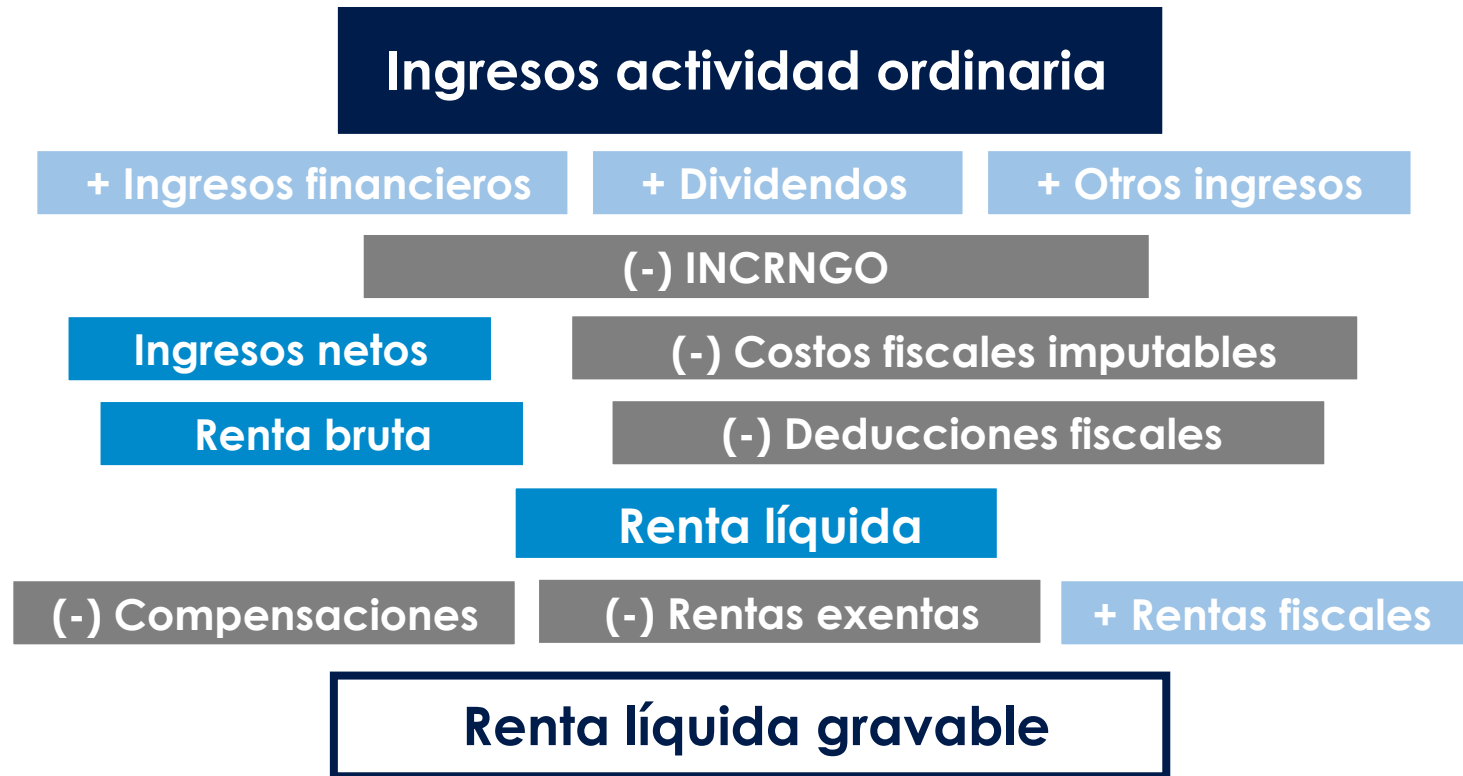 Ingresos actividad ordinaria
+ Ingresos financieros
+ Dividendos
+ Otros ingresos
(-) INCRNGO
Ingresos netos
(-) Costos fiscales imputables
Renta bruta
(-) Deducciones fiscales
Renta líquida
(-) Compensaciones
(-) Rentas exentas
+ Rentas fiscales
Renta líquida gravable